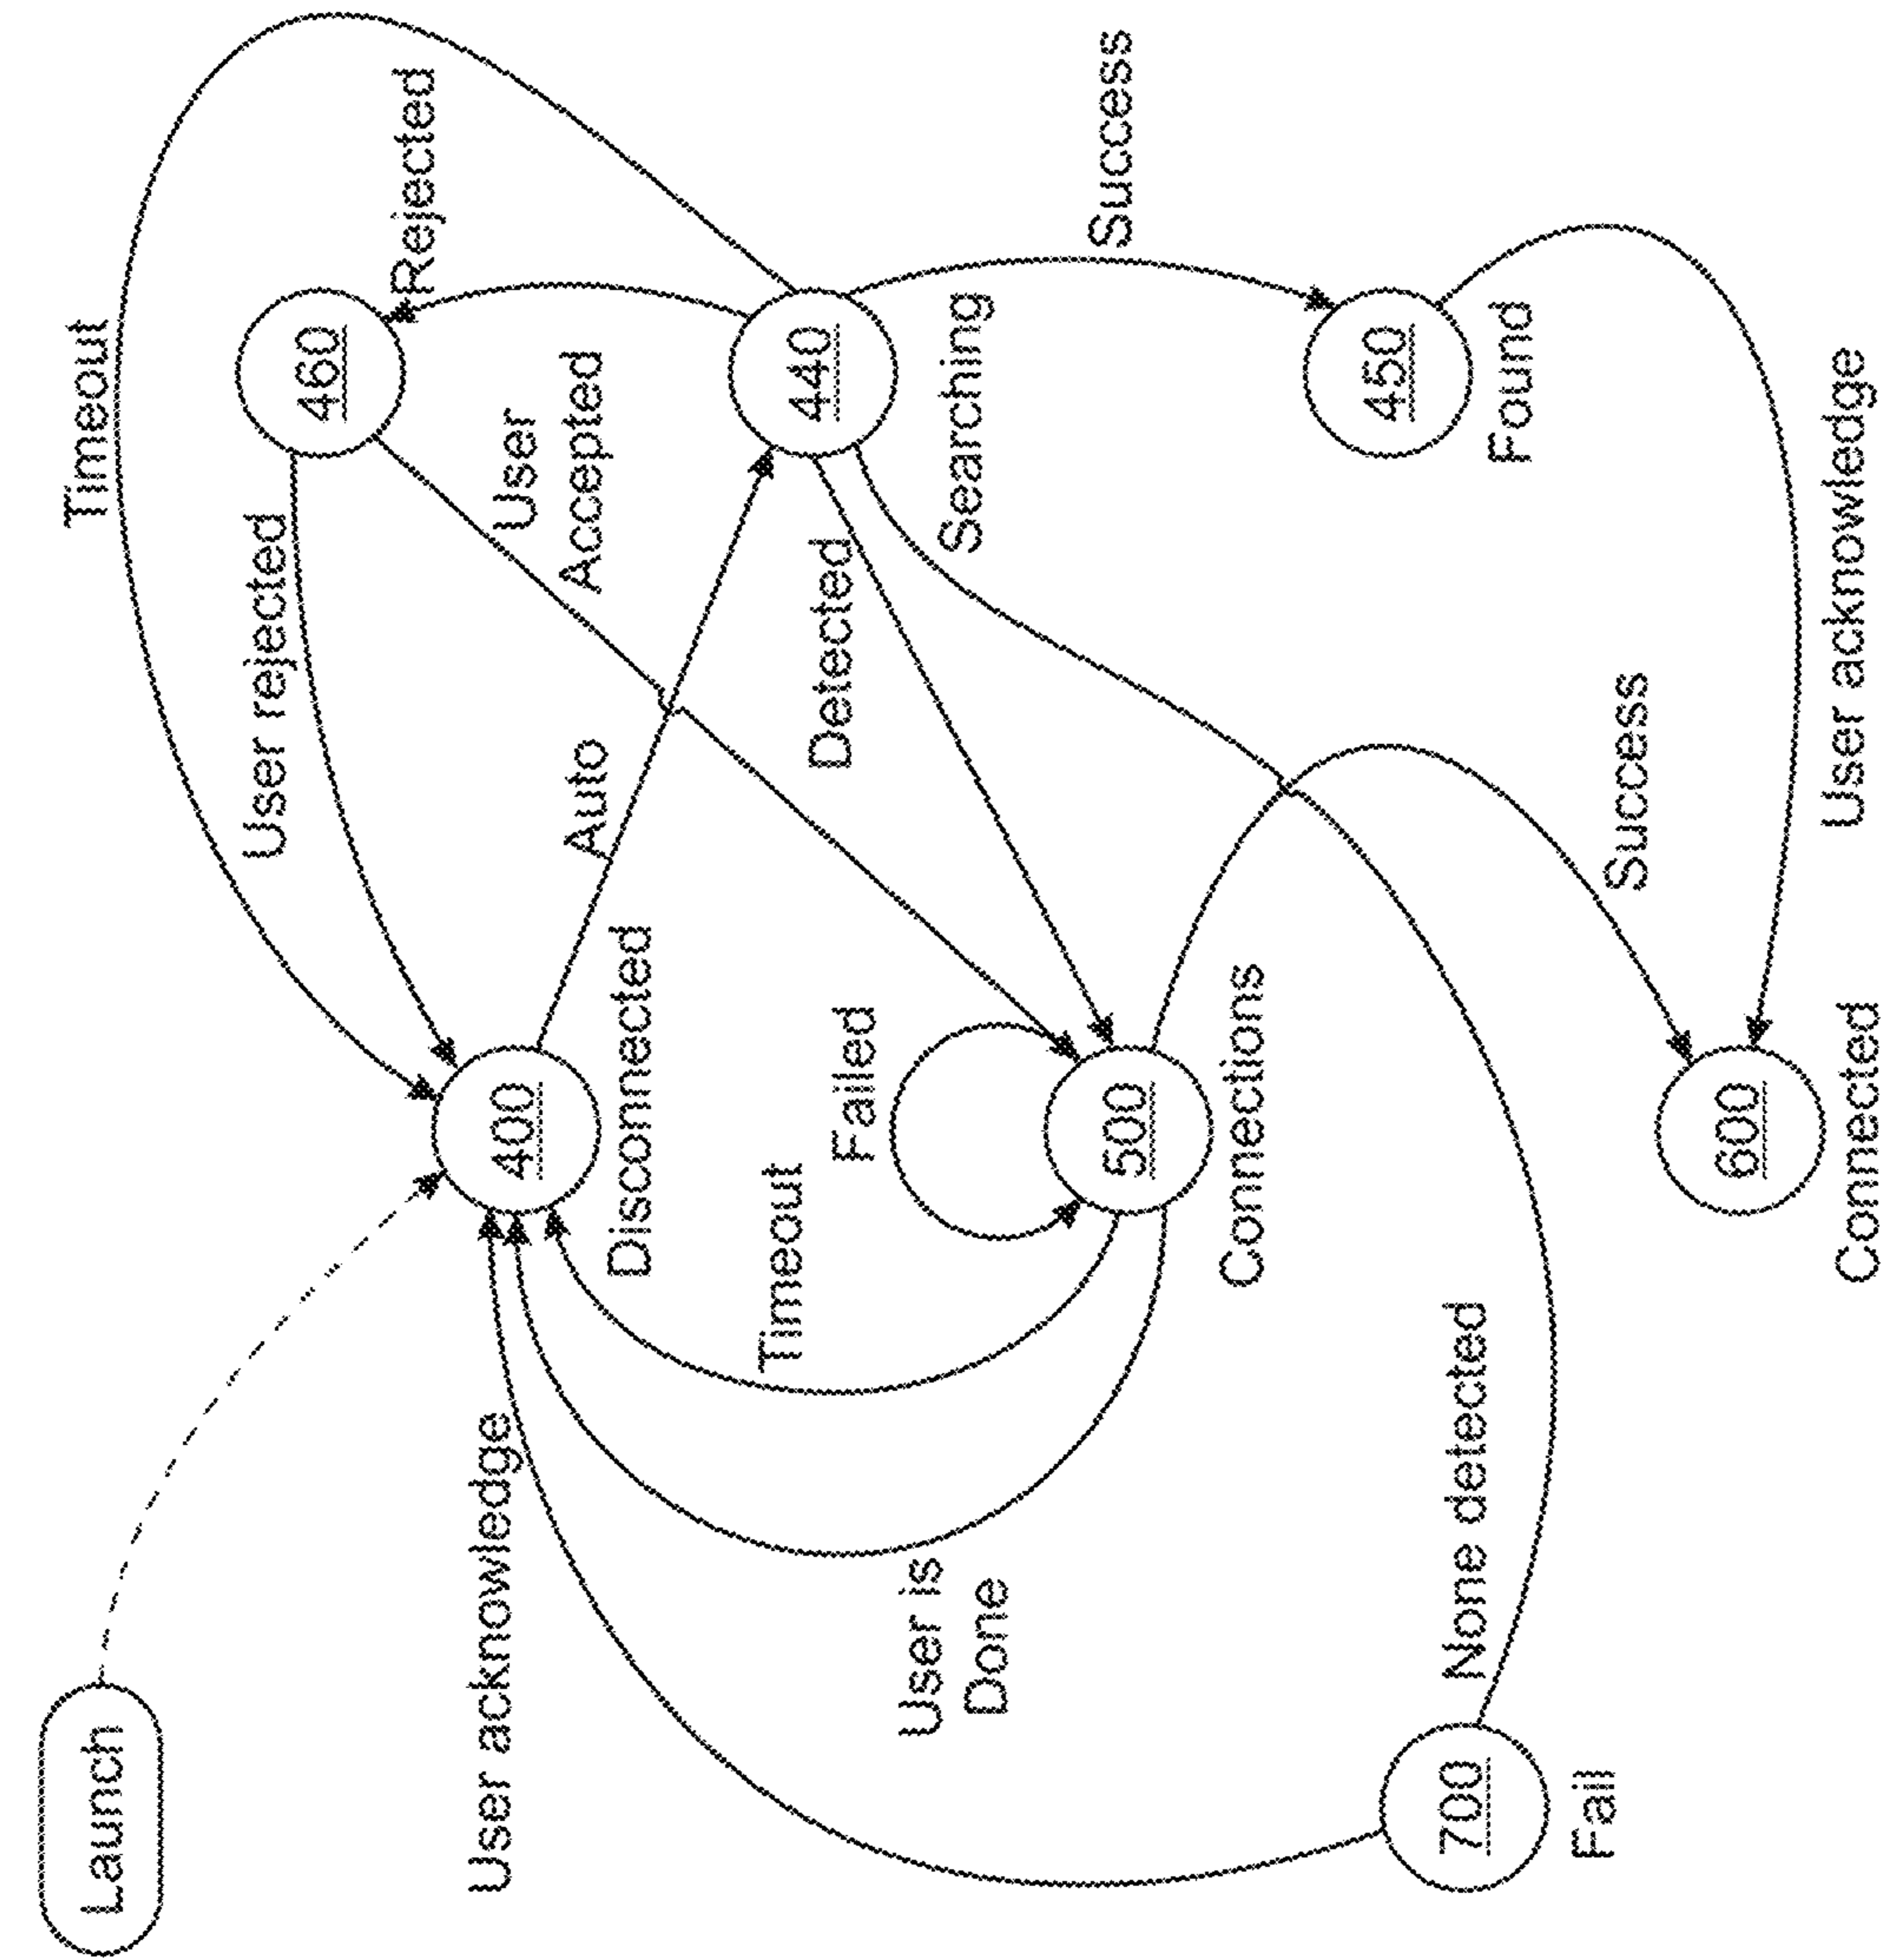 Launch
Timeout
User rejected
460
Rejected
User acknowledge
400
Disconnected
Auto
User
Accepted
440
Searching
Timeout
Failed
Detected
Success
User is
Done
500
Connections
450
Found
700
Fail
None detected
Success
600
Connected
User acknowledge